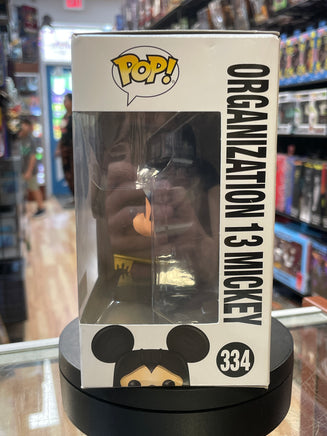 POP!
ORGANIZATION 13 MICKEY
334